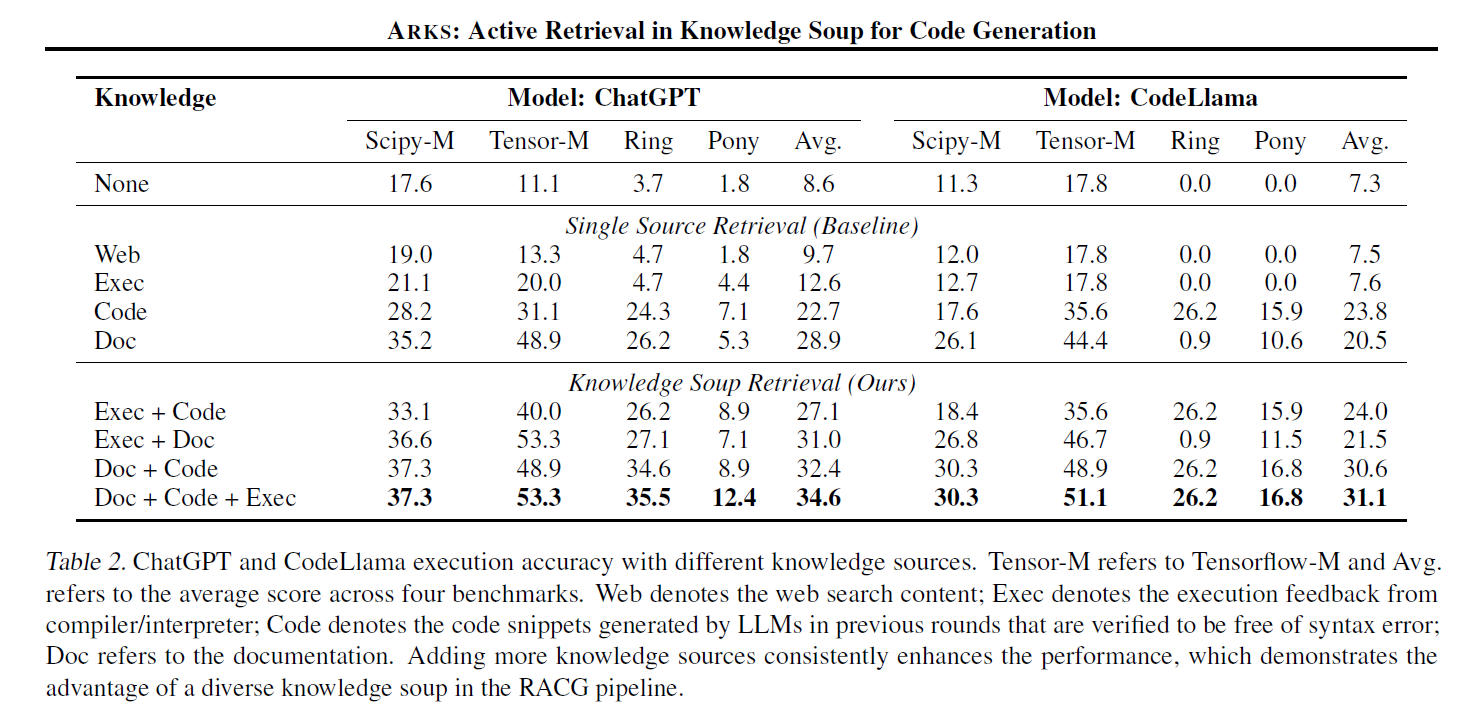 ARKS: Active Retrieval in Knowledge Soup for Code Generation
Knowledge Model: ChatGPT Model: CodeLlama
Scipy-M Tensor-M Ring Pony Avg. Scipy-M Tensor-M Ring Pony Avg.
None 17.6 11.1 3.7 1.8 8.6 11.3 17.8 0.0 0.0 7.3
Single Source Retrieval (Baseline)
Web 19.0 13.3 4.7 1.8 9.7 12.0 17.8 0.0 0.0 7.5
Exec 21.1 20.0 4.7 4.4 12.6 12.7 17.8 0.0 0.0 7.6
Code 28.2 31.1 24.3 7.1 22.7 17.6 35.6 26.2 15.9 23.8
Doc 35.2 48.9 26.2 5.3 28.9 26.1 44.4 0.9 10.6 20.5
Knowledge Soup Retrieval (Ours)
Exec + Code 33.1 40.0 26.2 8.9 27.1 18.4 35.6 26.2 15.9 24.0
Exec + Doc 36.6 53.3 27.1 7.1 31.0 26.8 46.7 0.9 11.5 21.5
Doc + Code 37.3 48.9 34.6 8.9 32.4 30.3 48.9 26.2 16.8 30.6
Doc + Code + Exec 37.3 53.3 35.5 12.4 34.6 30.3 51.1 26.2 16.8 31.1
Table 2. ChatGPT and CodeLlama execution accuracy with different knowledge sources. Tensor-M refers to Tensorflow-M and Avg.
refers to the average score across four benchmarks. Web denotes the web search content; Exec denotes the execution feedback from
compiler/interpreter; Code denotes the code snippets generated by LLMs in previous rounds that are verified to be free of syntax error;
Doc refers to the documentation. Adding more knowledge sources consistently enhances the performance, which demonstrates the
advantage of a diverse knowledge soup in the RACG pipeline.